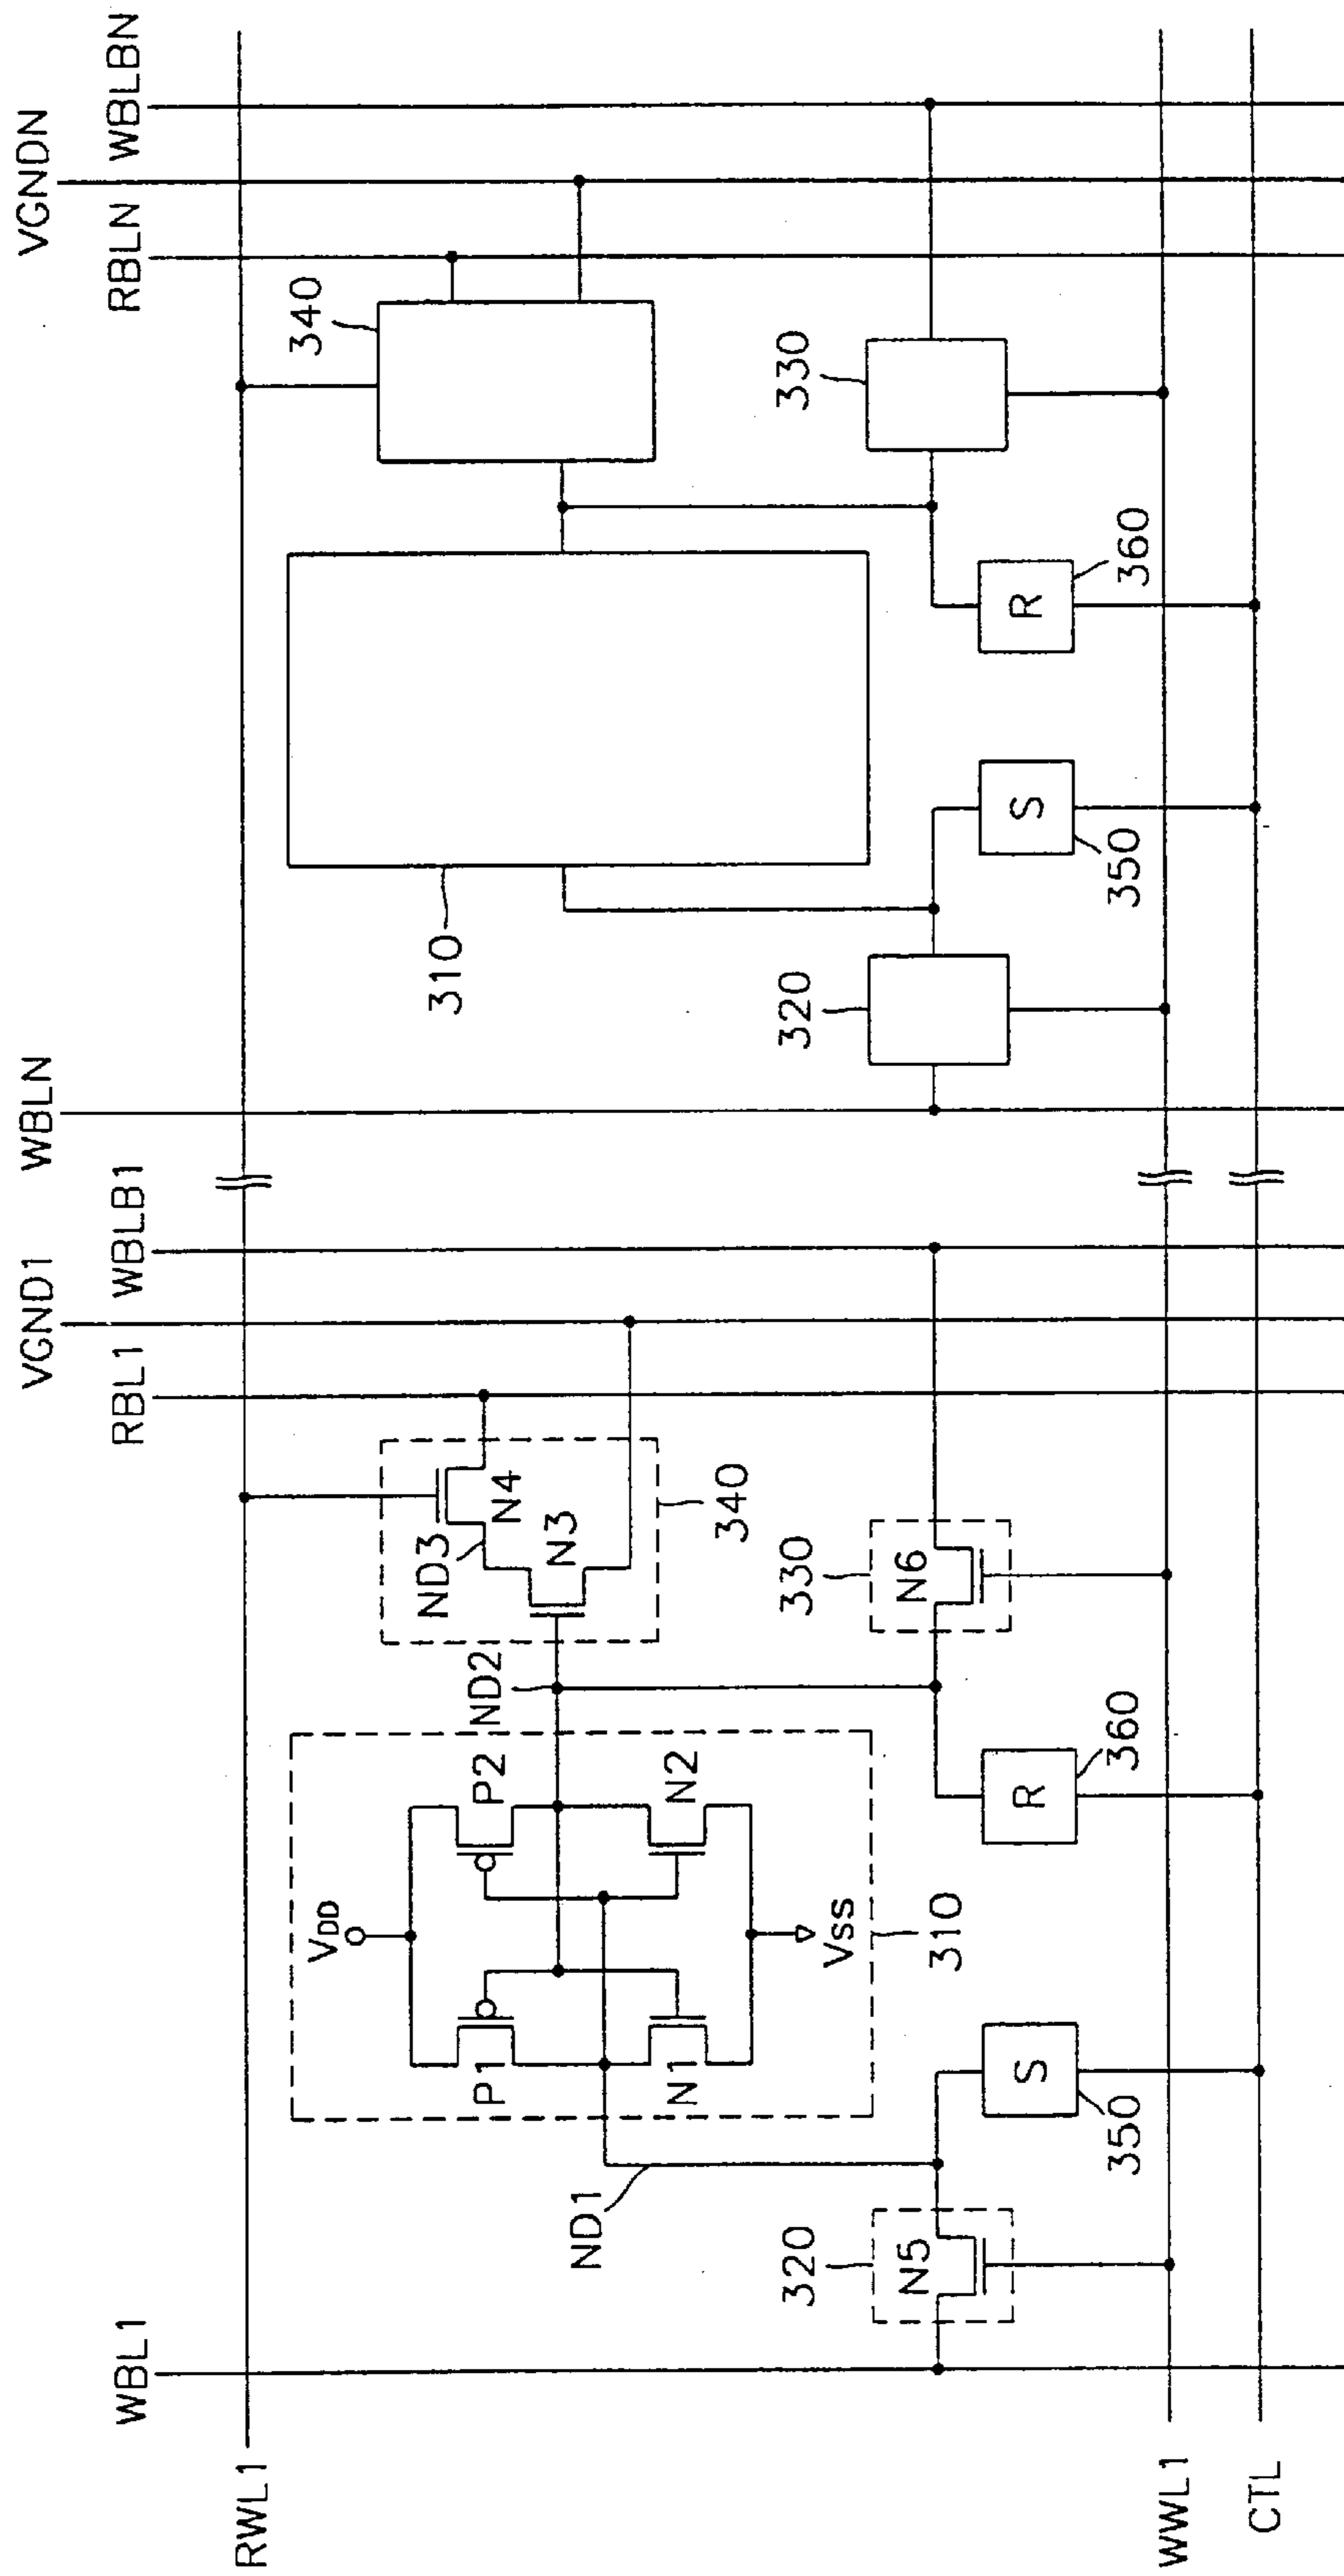 VGND1
VGNDN
WBLN
WBL1
RBL1
WBLB1
RBLN
WBLBN
RWL1
VDD
P1
P2
N1
N2
VSS
310
ND1
ND2
ND3
N4
N3
340
310
340
320
N5
S
350
R
360
330
N6
320
S
350
R
360
330
WWL1
CTL